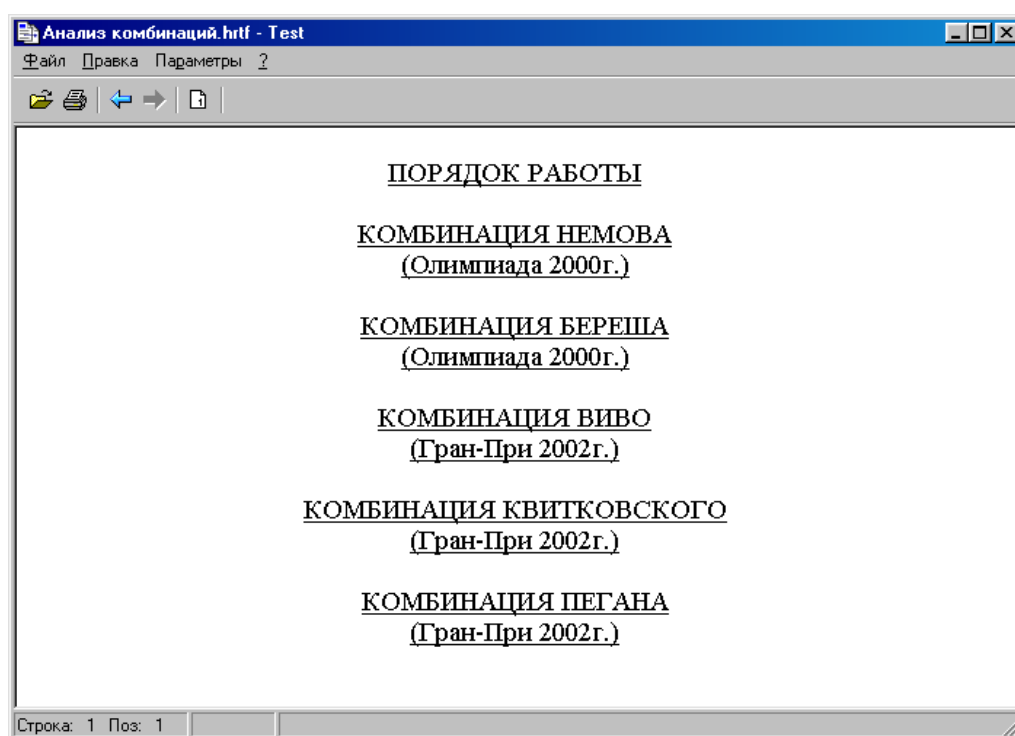 Анализ комбинаций.hrtf - Test
Файл Правка Параметры ?
ПОРЯДОК РАБОТЫ
КОМБИНАЦИЯ НЕМОВА
(Олимпиада 2000г.)
КОМБИНАЦИЯ БЕРЕША
(Олимпиада 2000г.)
КОМБИНАЦИЯ ВИВО
(Гран-При 2002г.)
КОМБИНАЦИЯ КВИТКОВСКОГО
(Гран-При 2002г.)
КОМБИНАЦИЯ ПЕГАНА
(Гран-При 2002г.)
Строка: 1 Поз: 1